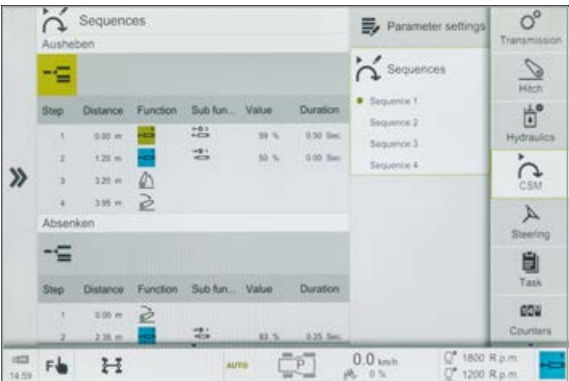 Sequences
Ausheben
Step Distance Function Sub fun... Value Duration
1 0.00 m 59 % 0.50 Sec.
2 1.20 m 50 % 0.00 Sec.
3 3.20 m
4 3.95 m
Absenken
Step Distance Function Sub fun... Value Duration
1 0.00 m
2 2.35 m 83 % 0.25 Sec.
Parameter settings
Sequences
Sequence 1
Sequence 2
Sequence 3
Sequence 4
Transmission
Hitch
Hydraulics
CSM
Steering
Task
Counters
14:59
F
AUTO
P
0.0 km/h
0 %
1800 R.p.m.
1200 R.p.m.